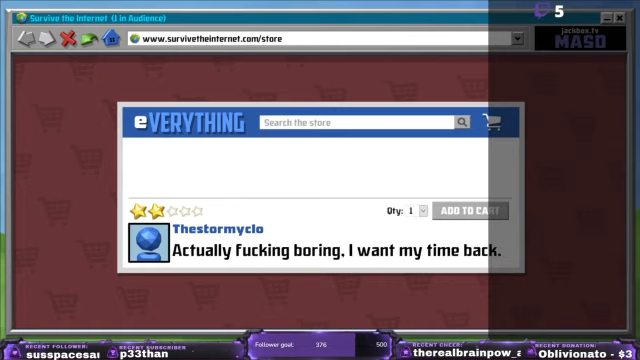 5
Survive the Internet (1 in Audience)
www.survivetheinternet.com/store
jackbox.tv
MASD
eVERYTHING
Search the store
Qty: 1
ADD TO CART
Thestormyclo
Actually fucking boring, I want my time back.
RECENT FOLLOWER:
susspacesau
RECENT SUBSCRIBER
p33than
Follower goal: 376 500
RECENT CHEER:
therealbrainpow_a
RECENT DONATION:
Oblivionato - $3